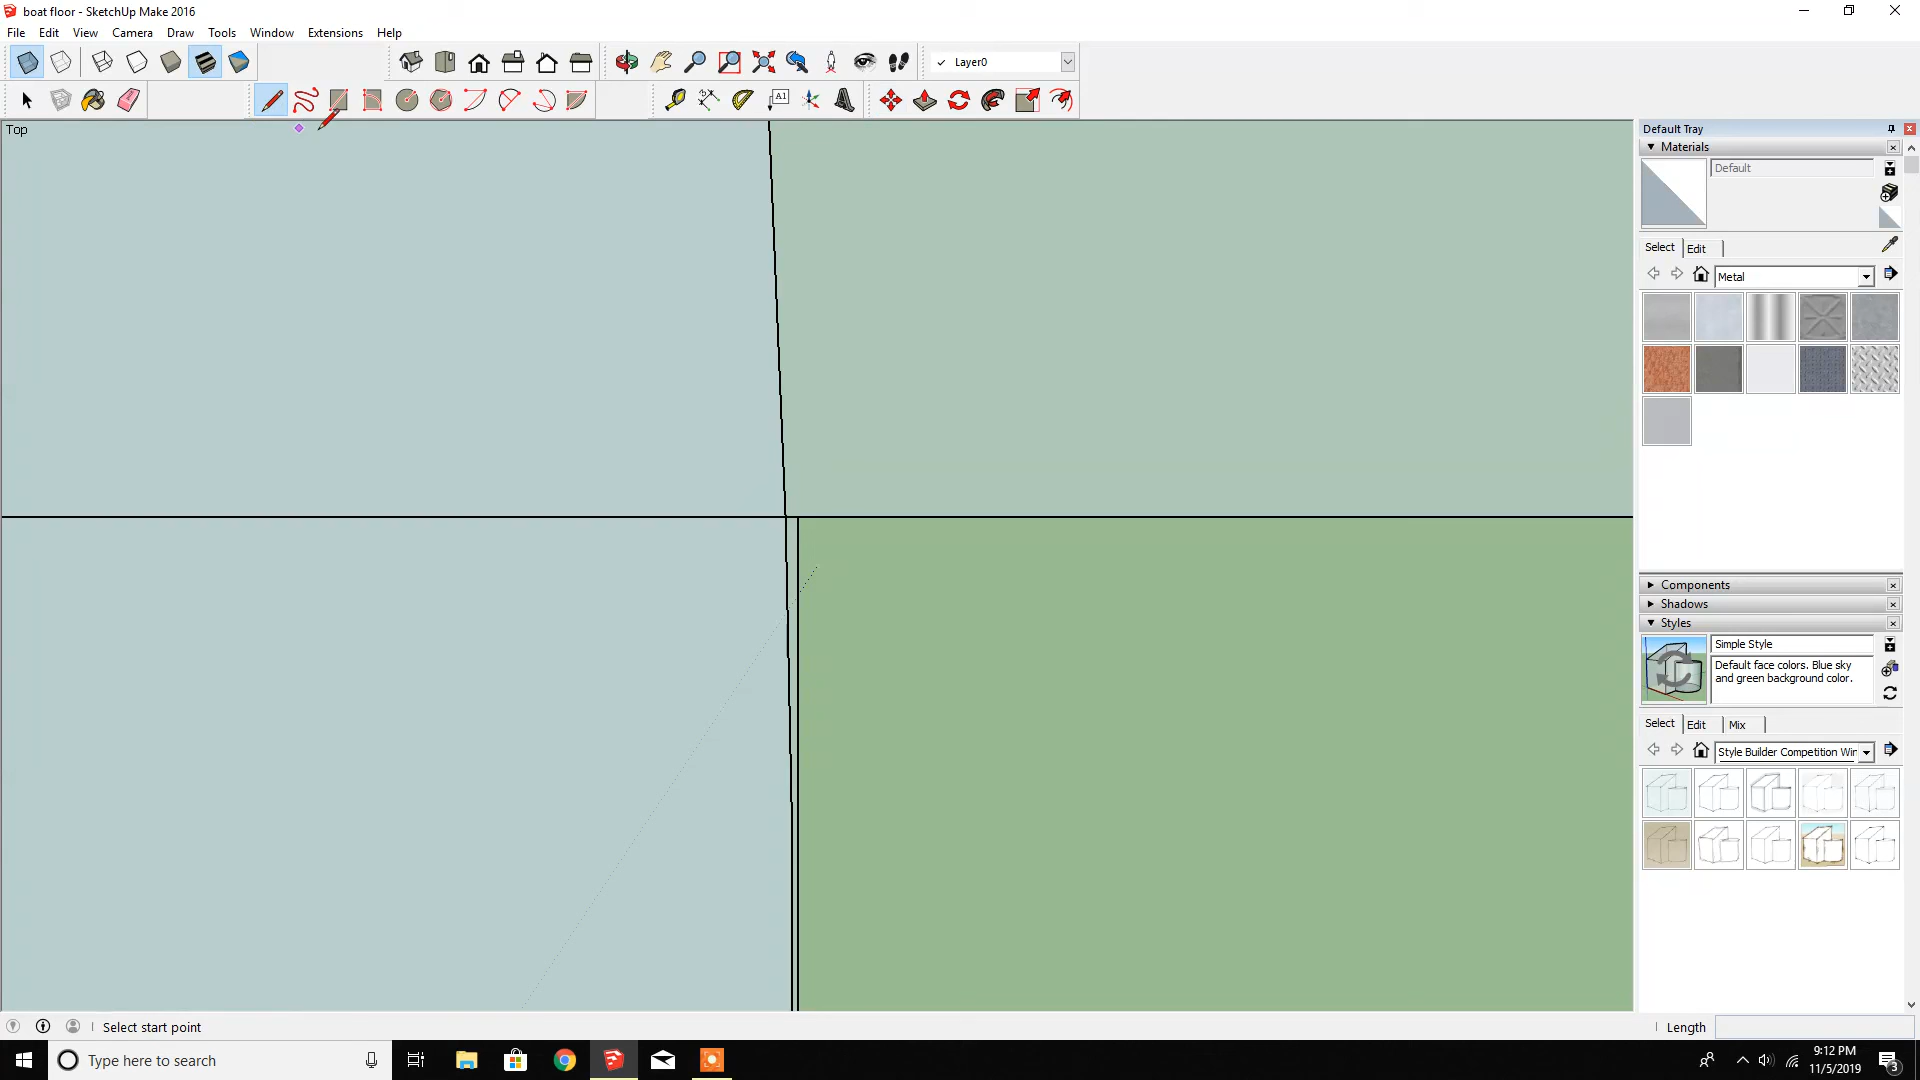 boat floor - SketchUp Make 2016
File Edit View Camera Draw Tools Window Extensions Help
Layer0
A1
Top
Default Tray
Materials
Default
Select Edit
Metal
Components
Shadows
Styles
Simple Style
Default face colors. Blue sky
and green background color.
Select Edit Mix
Style Builder Competition Wir
Select start point
Length
Type here to search
9:12 PM
11/5/2019
3